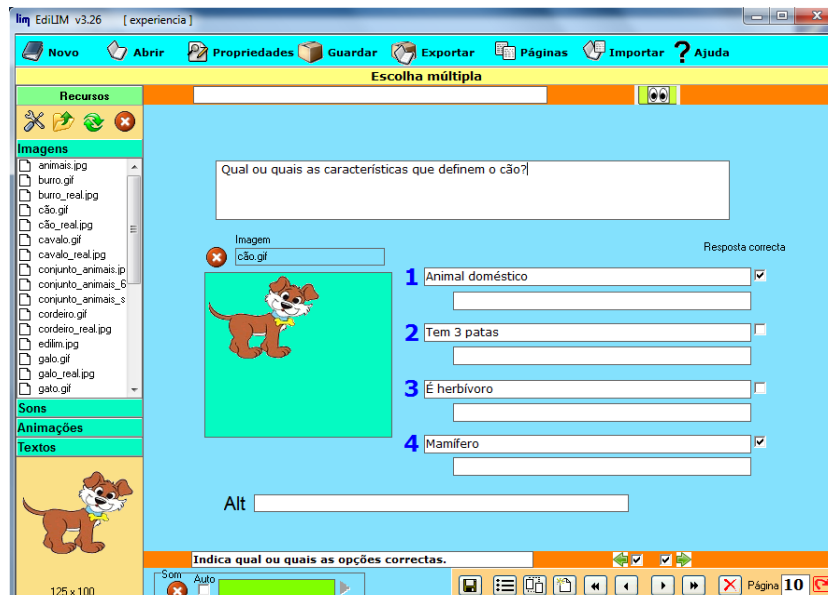 lim EdiLIM v3.26 [ experiencia ]
Novo Abrir Propriedades Guardar Exportar Páginas Importar ? Ajuda
Escolha múltipla
Recursos
Imagens
animais.jpg
burro.gif
burro_real.jpg
cão.gif
cão_real.jpg
cavalo.gif
cavalo_real.jpg
conjunto_animais.jp
conjunto_animais_6
conjunto_animais_s
cordeiro.gif
cordeiro_real.jpg
edilim.jpg
galo.gif
galo_real.jpg
gato.gif
Sons
Animações
Textos
125 x 100
Qual ou quais as características que definem o cão?
Imagem
cão.gif
Resposta correcta
1 Animal doméstico
2 Tem 3 patas
3 É herbívoro
4 Mamífero
Alt
Indica qual ou quais as opções correctas.
Som Auto
Página 10